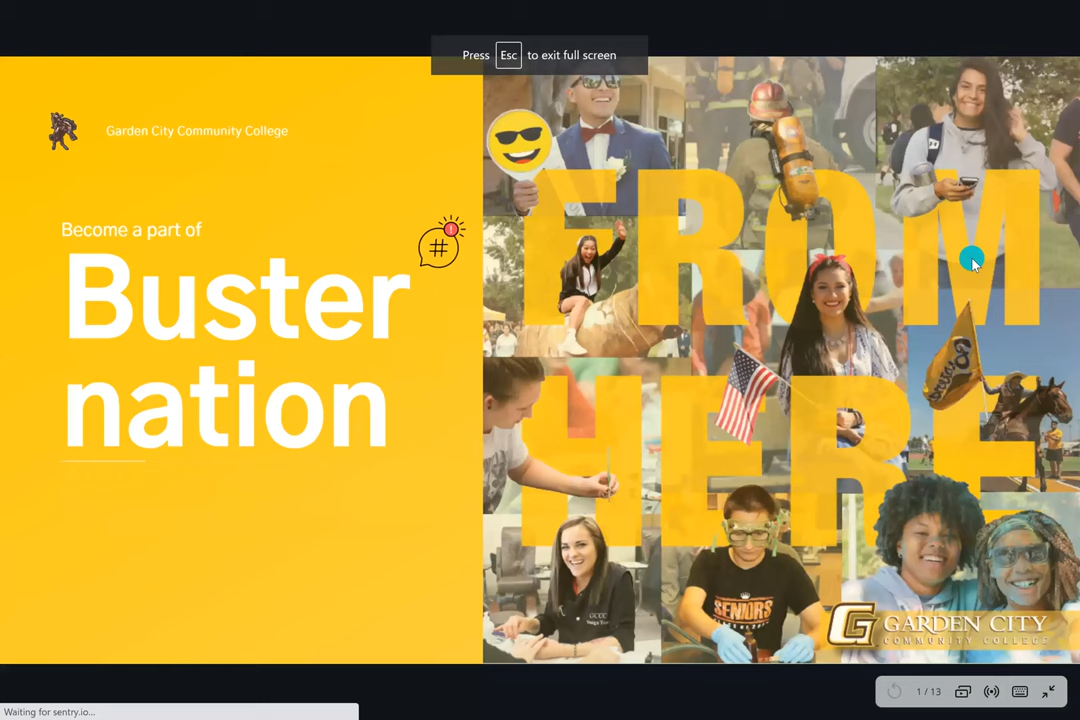 Press Esc to exit full screen
Garden City Community College
Become a part of
Buster
nation
#
!
FROM
HERE
SENIORS
GCCC
G GARDEN CITY
COMMUNITY COLLEGE
1 / 13
Waiting for sentry.io...